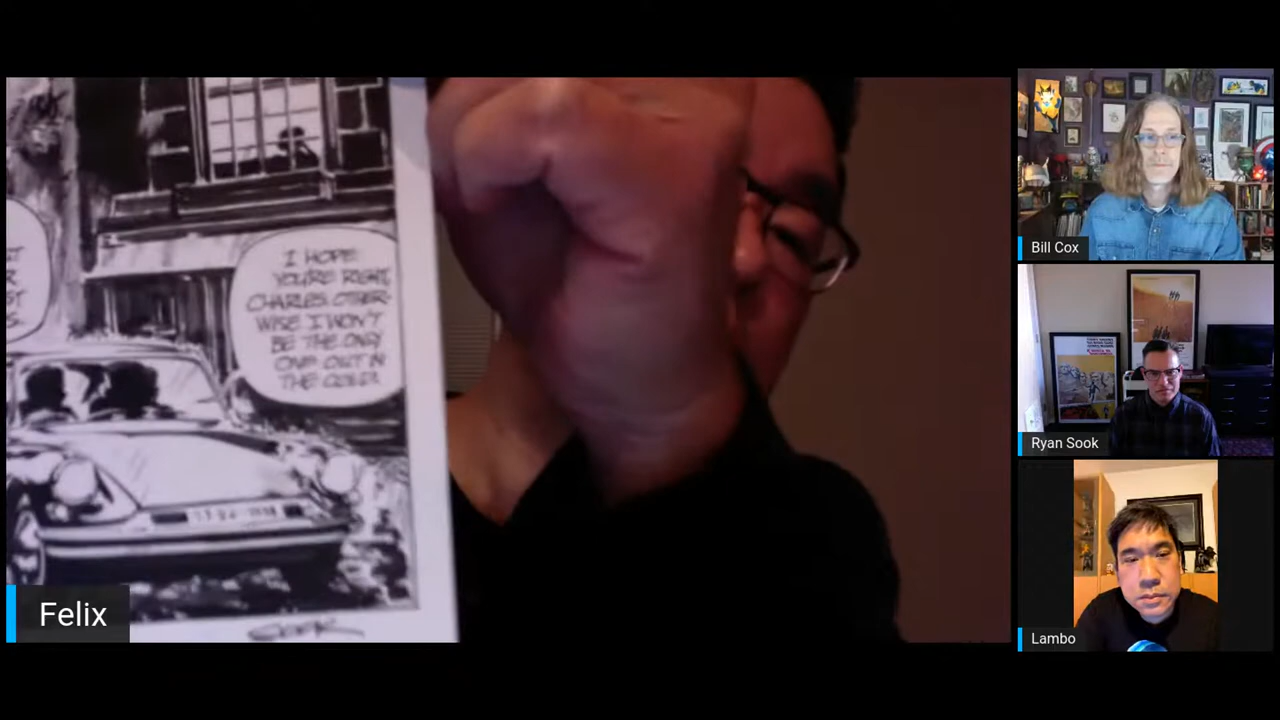 I HOPE
YOU'RE RIGHT,
CHARLES. OTHER-
WISE I WON'T
BE THE ONLY
ONE OUT IN
THE COLD!
Felix
Bill Cox
Ryan Sook
Lambo